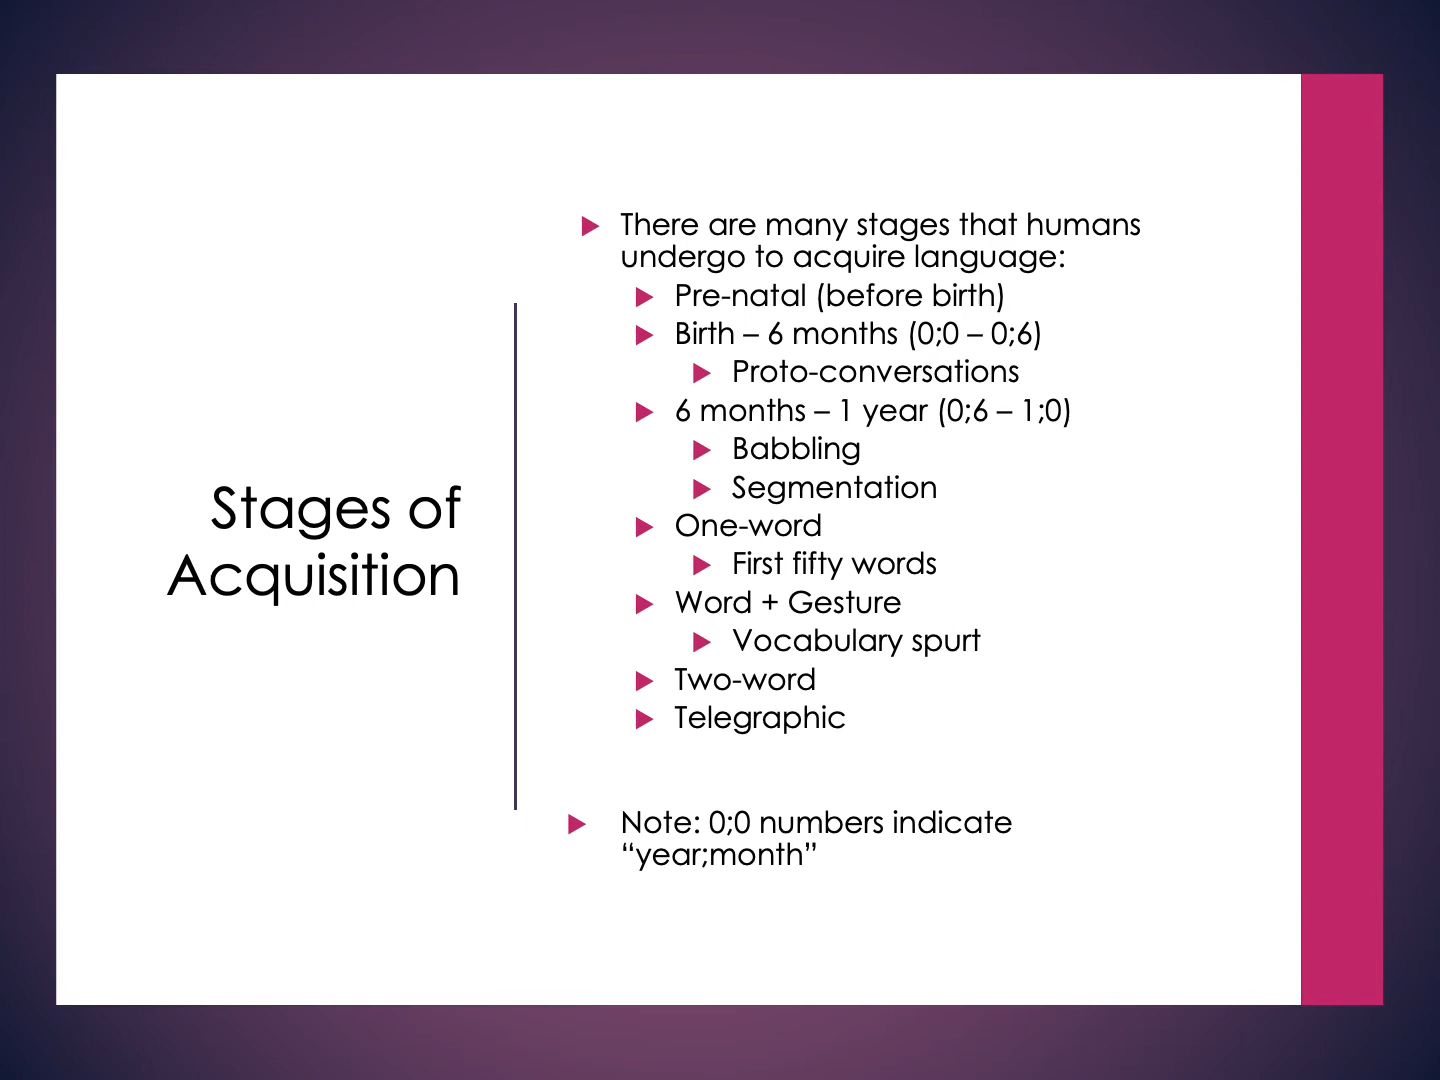 Stages of
Acquisition
There are many stages that humans
undergo to acquire language:
Pre-natal (before birth)
Birth – 6 months (0;0 – 0;6)
Proto-conversations
6 months – 1 year (0;6 – 1;0)
Babbling
Segmentation
One-word
First fifty words
Word + Gesture
Vocabulary spurt
Two-word
Telegraphic
Note: 0;0 numbers indicate
“year;month”